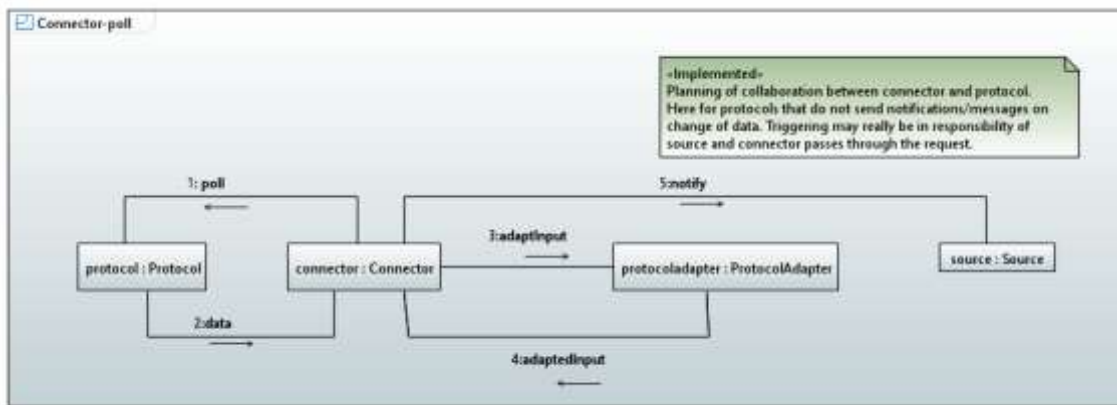 Connector-poll
«Implemented»
Planning of collaboration between connector and protocol.
Here for protocols that do not send notifications/messages on
change of data. Triggering may really be in responsibility of
source and connector passes through the request.
1: poll
5:notify
3:adaptInput
protocol : Protocol
connector : Connector
protocoladapter : ProtocolAdapter
source : Source
2:data
4:adaptedInput